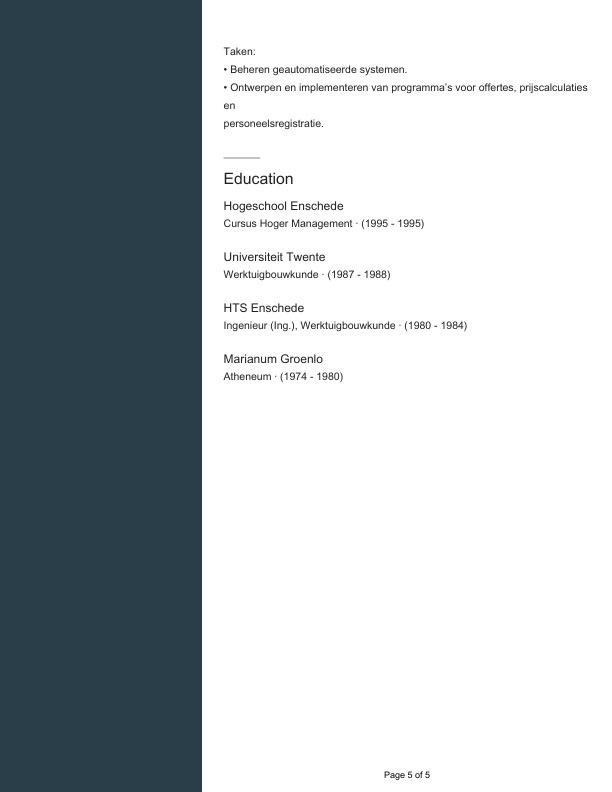 Taken:
• Beheren geautomatiseerde systemen.
• Ontwerpen en implementeren van programma's voor offertes, prijscalculaties
en
personeelsregistratie.
Education
Hogeschool Enschede
Cursus Hoger Management · (1995 - 1995)
Universiteit Twente
Werktuigbouwkunde · (1987 - 1988)
HTS Enschede
Ingenieur (Ing.), Werktuigbouwkunde · (1980 - 1984)
Marianum Groenlo
Atheneum · (1974 - 1980)
Page 5 of 5